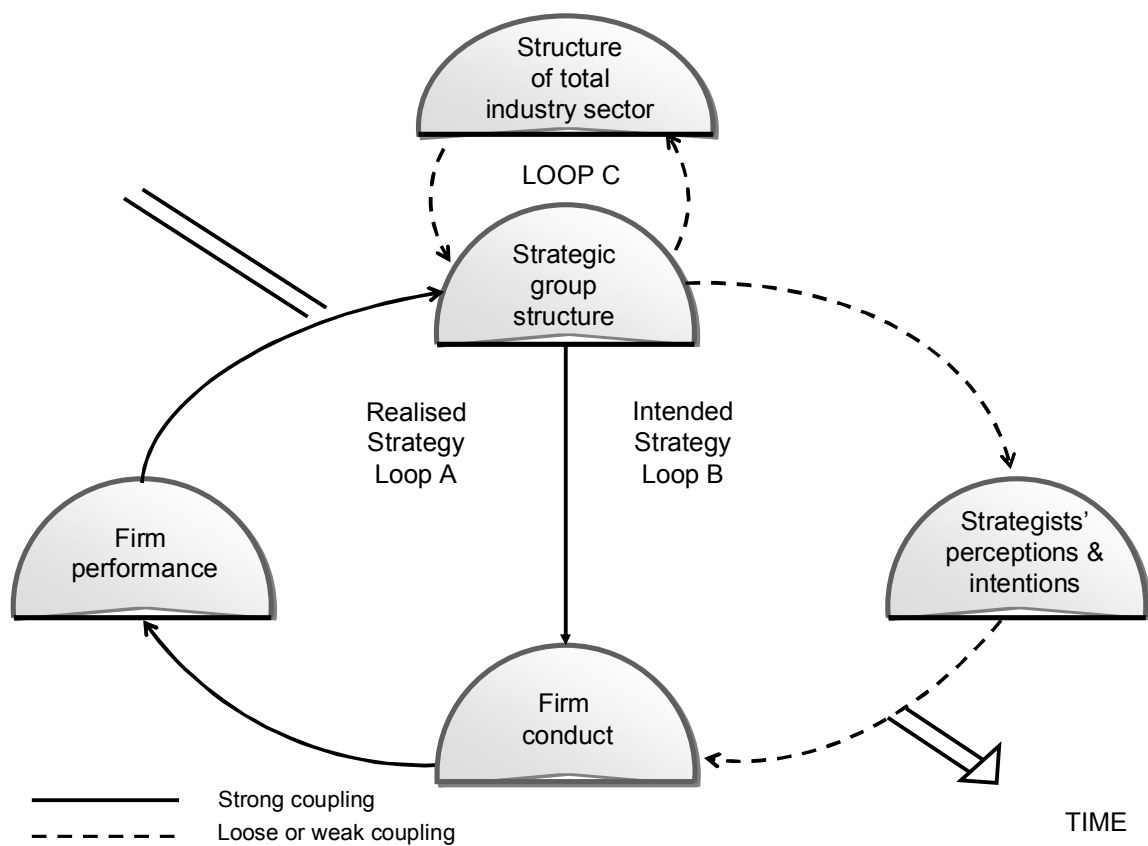 Structure
of total
industry sector
LOOP C
Strategic
group
structure
Realised
Strategy
Loop A
Intended
Strategy
Loop B
Firm
performance
Strategists’
perceptions &
intentions
Firm
conduct
Strong coupling
Loose or weak coupling
TIME